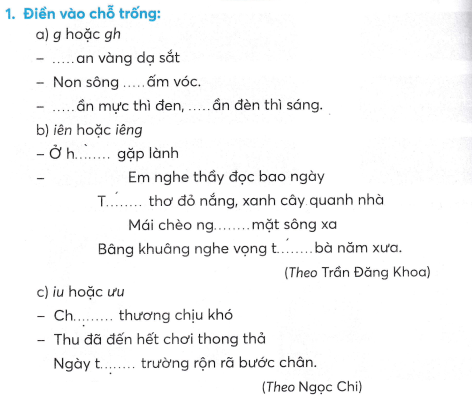 1. Điền vào chỗ trống:
a) g hoặc gh
– .....an vàng dạ sắt
– Non sông .....ấm vóc.
– .....ần mực thì đen, .....ần đèn thì sáng.
b) iên hoặc iêng
– Ở h..̀...... gặp lành
– Em nghe thầy đọc bao ngày
T..́...... thơ đỏ nắng, xanh cây quanh nhà
Mái chèo ng........mặt sông xa
Bâng khuâng nghe vọng t..́......bà năm xưa.
(Theo Trần Đăng Khoa)
c) iu hoặc ưu
– Ch..̣....... thương chịu khó
– Thu đã đến hết chơi thong thả
Ngày t..̣...... trường rộn rã bước chân.
(Theo Ngọc Chi)